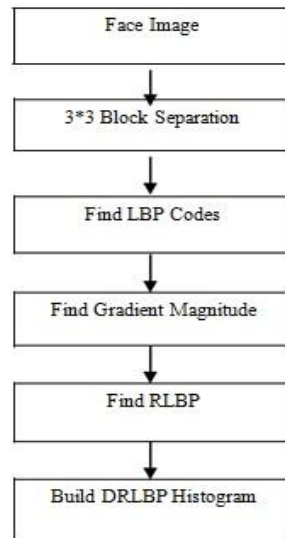 Face Image
3*3 Block Separation
Find LBP Codes
Find Gradient Magnitude
Find RLBP
Build DRLBP Histogram